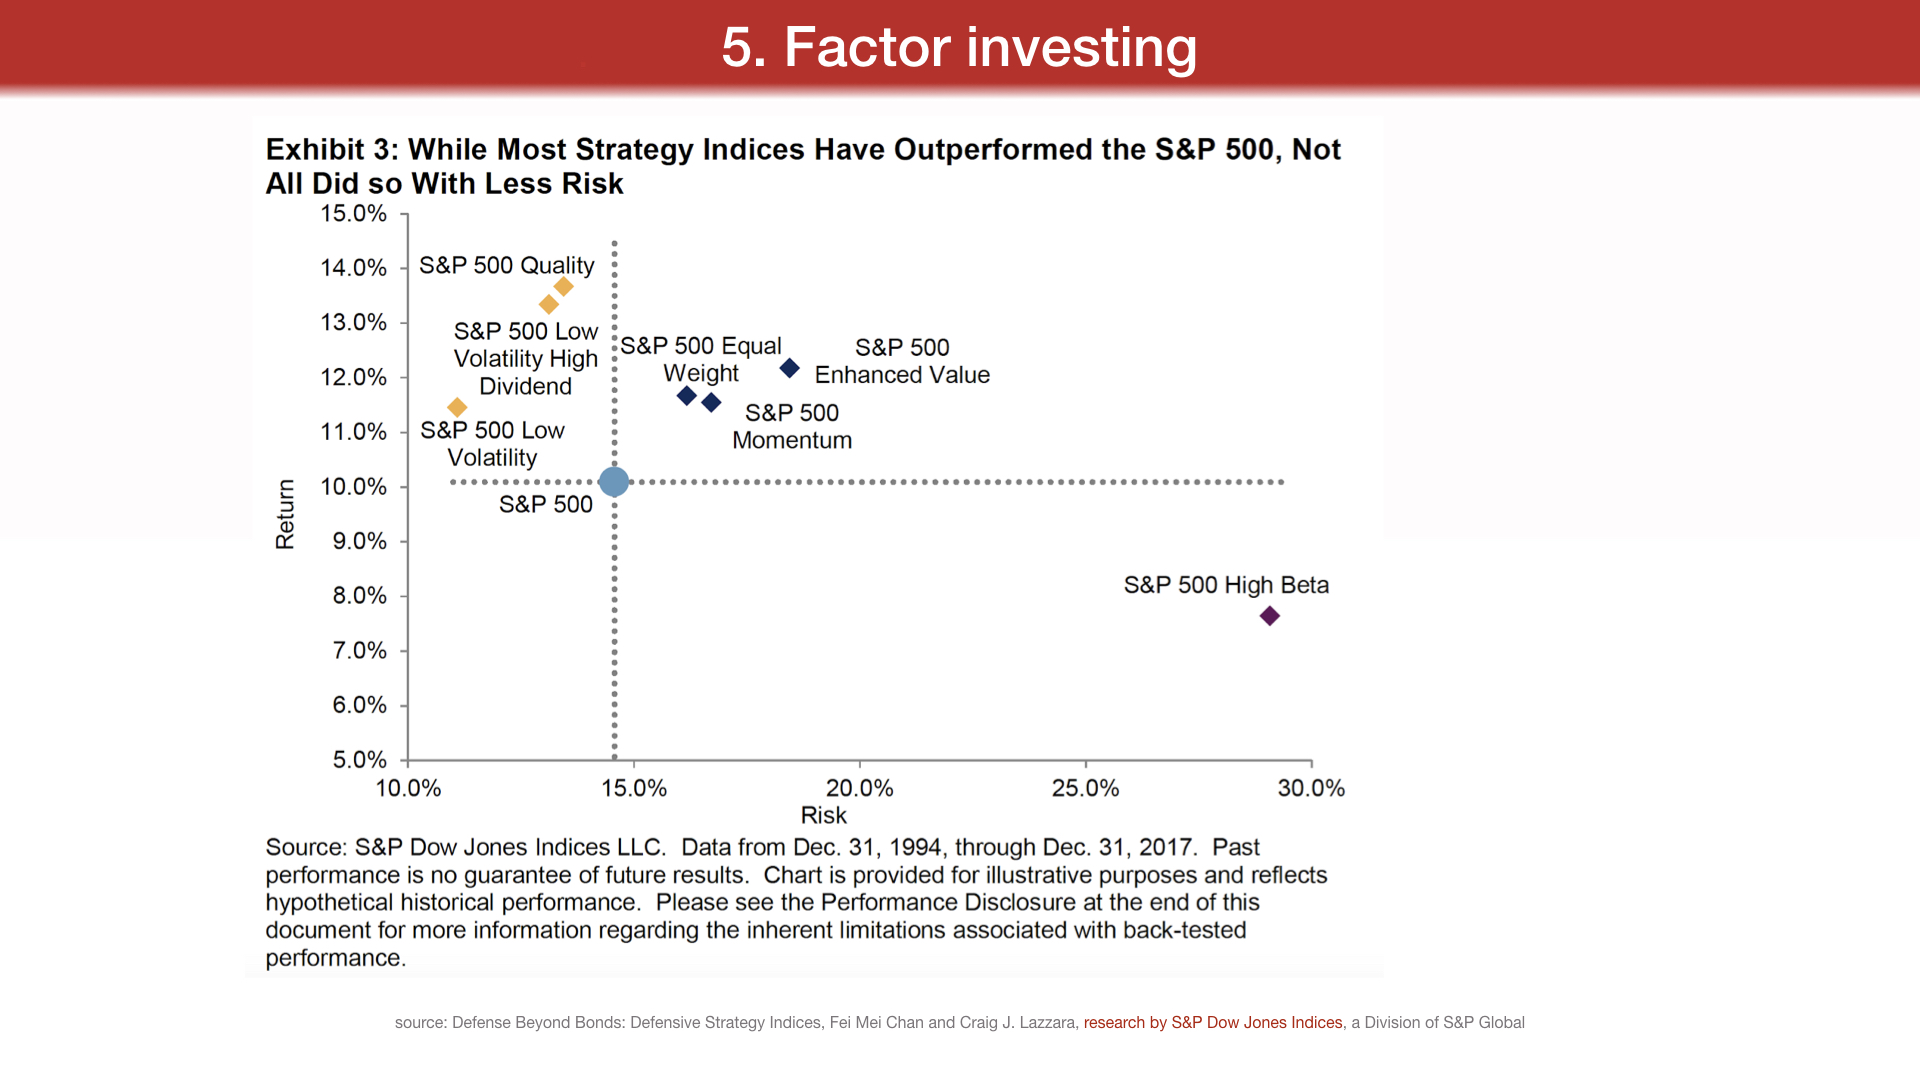 5. Factor investing
Exhibit 3: While Most Strategy Indices Have Outperformed the S&P 500, Not
All Did so With Less Risk
15.0%
14.0%
13.0%
12.0%
11.0%
10.0%
9.0%
8.0%
7.0%
6.0%
5.0%
Return
S&P 500 Quality
S&P 500 Low
Volatility High
Dividend
S&P 500 Low
Volatility
S&P 500 Equal
Weight
S&P 500
Enhanced Value
S&P 500
Momentum
S&P 500
S&P 500 High Beta
10.0%
15.0%
20.0%
25.0%
30.0%
Risk
Source: S&P Dow Jones Indices LLC.  Data from Dec. 31, 1994, through Dec. 31, 2017.  Past
performance is no guarantee of future results.  Chart is provided for illustrative purposes and reflects
hypothetical historical performance.  Please see the Performance Disclosure at the end of this
document for more information regarding the inherent limitations associated with back-tested
performance.
source: Defense Beyond Bonds: Defensive Strategy Indices, Fei Mei Chan and Craig J. Lazzara, research by S&P Dow Jones Indices, a Division of S&P Global